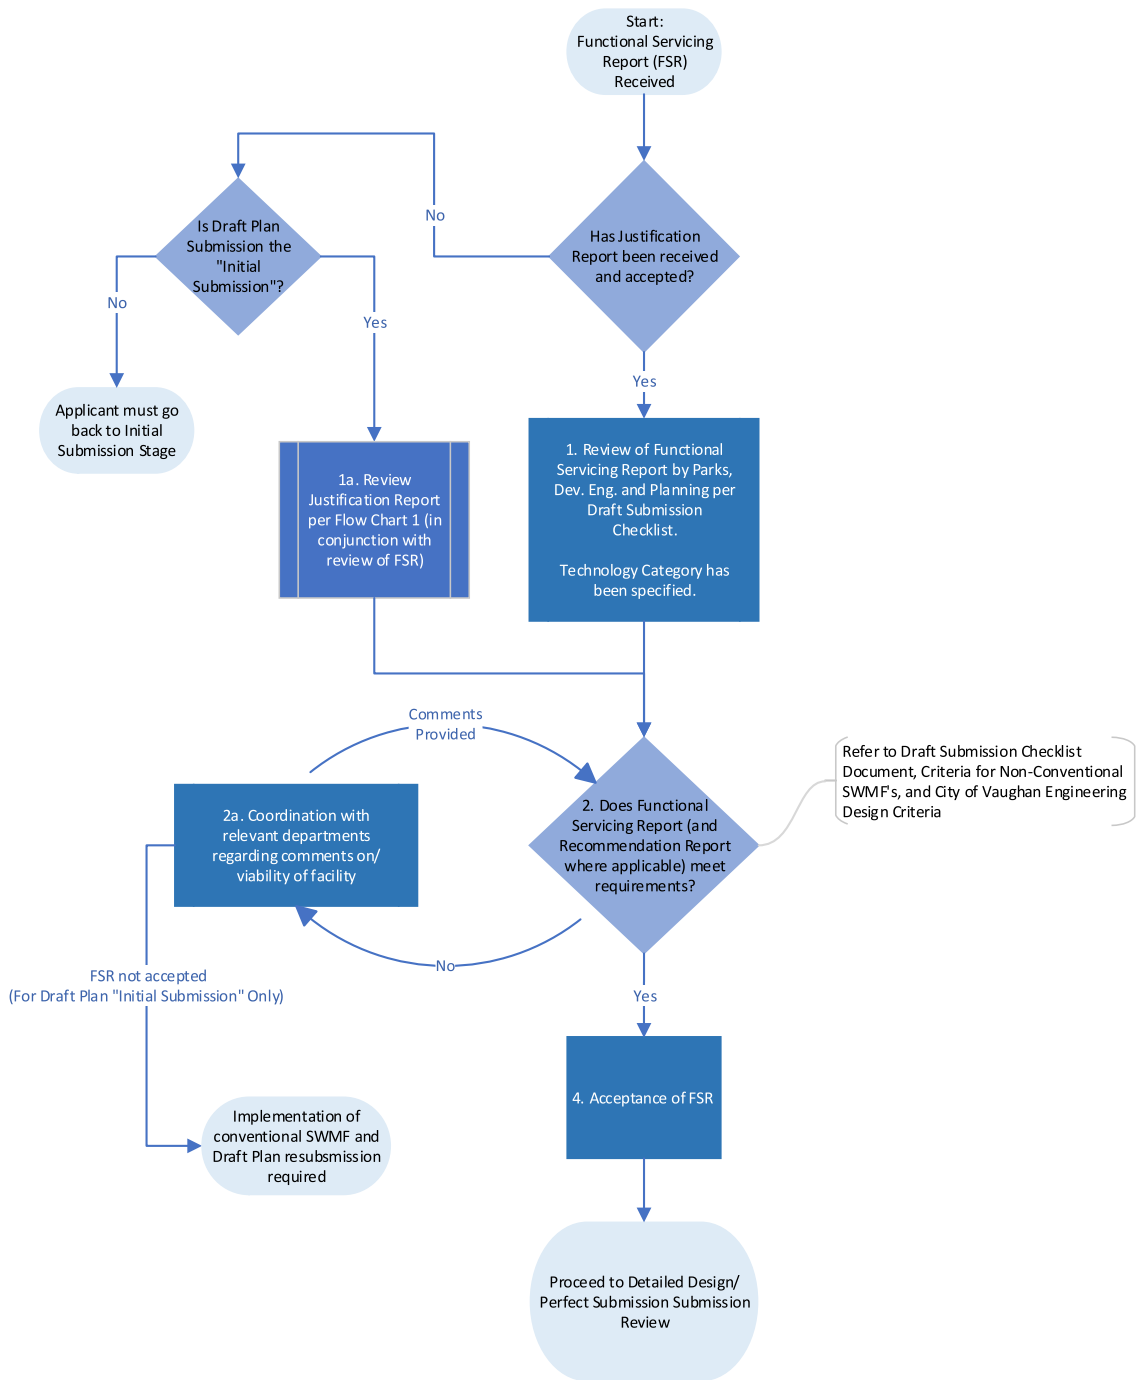 Start:
Functional Servicing
Report (FSR)
Received
No
Is Draft Plan
Submission the
"Initial
Submission"?
Has Justification
Report been received
and accepted?
No
Yes
Yes
Applicant must go
back to Initial
Submission Stage
1a. Review
Justification Report
per Flow Chart 1 (in
conjunction with
review of FSR)
1. Review of Functional
Servicing Report by Parks,
Dev. Eng. and Planning per
Draft Submission
Checklist.
Technology Category has
been specified.
Comments
Provided
Refer to Draft Submission Checklist
Document, Criteria for Non-Conventional
SWMF's, and City of Vaughan Engineering
Design Criteria
2a. Coordination with
relevant departments
regarding comments on/
viability of facility
2. Does Functional
Servicing Report (and
Recommendation Report
where applicable) meet
requirements?
No
FSR not accepted
(For Draft Plan "Initial Submission" Only)
Yes
4. Acceptance of FSR
Implementation of
conventional SWMF and
Draft Plan resubsmission
required
Proceed to Detailed Design/
Perfect Submission Submission
Review